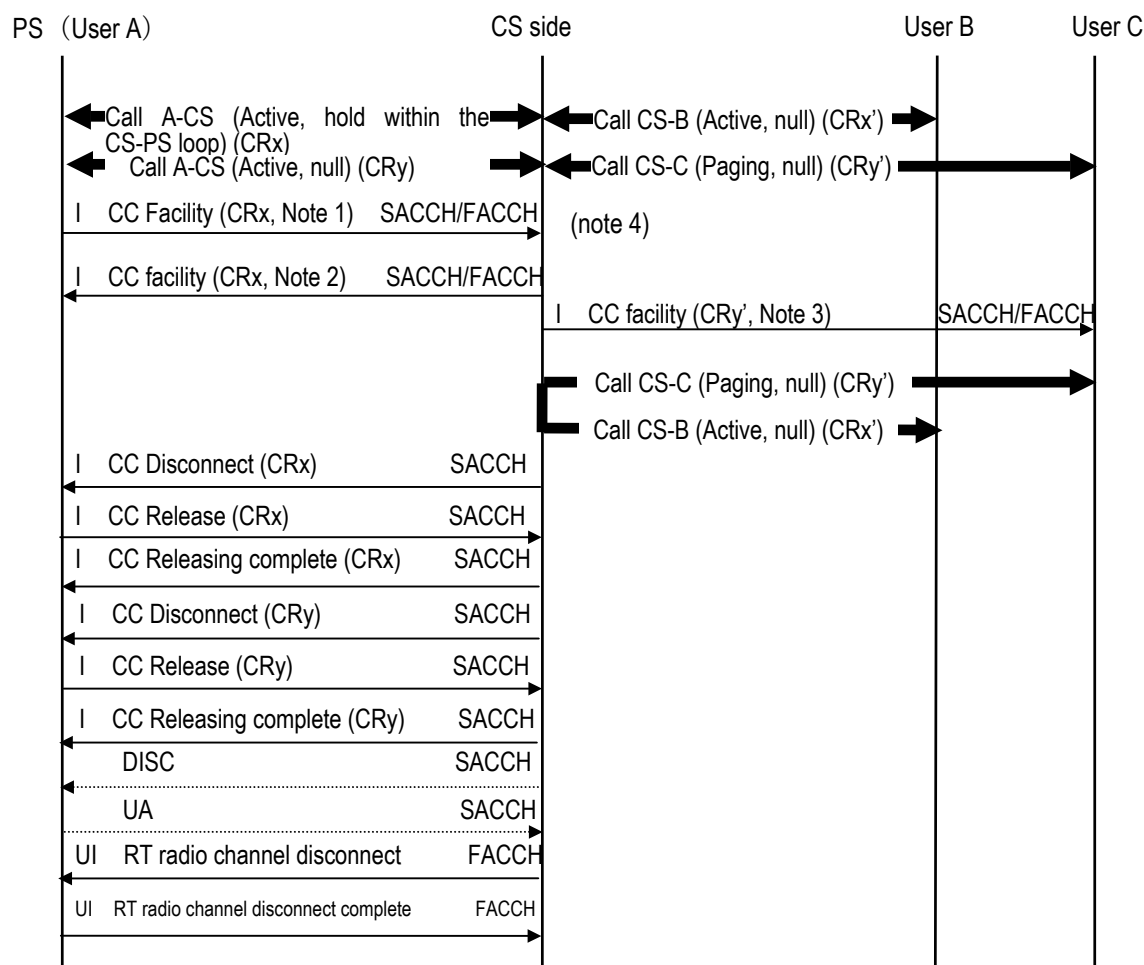 PS （User A） CS side User B User C
Call A-CS (Active, hold within the
CS-PS loop) (CRx)
Call CS-B (Active, null) (CRx’)
Call A-CS (Active, null) (CRy)
Call CS-C (Paging, null) (CRy’)
I CC Facility (CRx, Note 1) SACCH/FACCH
(note 4)
I CC facility (CRx, Note 2) SACCH/FACCH
I CC facility (CRy’, Note 3) SACCH/FACCH
Call CS-C (Paging, null) (CRy’)
Call CS-B (Active, null) (CRx’)
I CC Disconnect (CRx) SACCH
I CC Release (CRx) SACCH
I CC Releasing complete (CRx) SACCH
I CC Disconnect (CRy) SACCH
I CC Release (CRy) SACCH
I CC Releasing complete (CRy) SACCH
DISC SACCH
UA SACCH
UI RT radio channel disconnect FACCH
UI RT radio channel disconnect complete FACCH